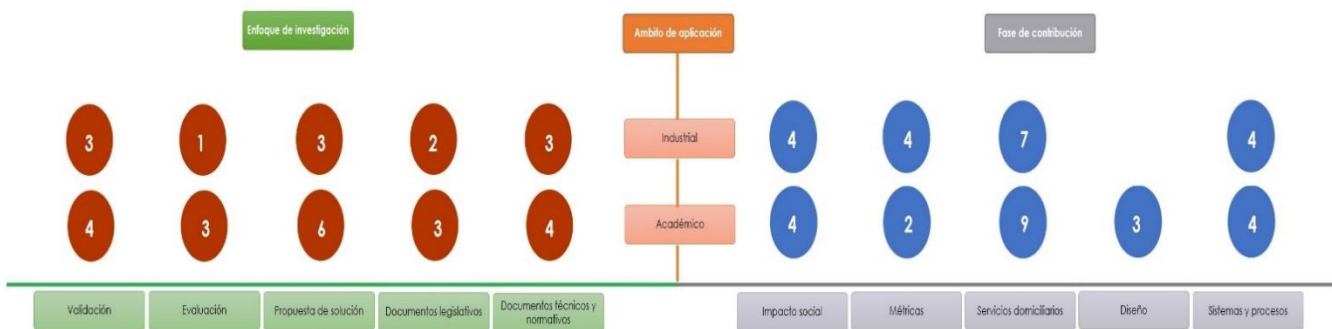 Enfoque de investigación
Ambito de aplicación
Fase de contribución
3 1 3 2 3 Industrial 4 4 7 4
4 3 6 3 4 Académico 4 2 9 3 4
Validación
Evaluación
Propuesta de solución
Documentos legislativos
Documentos técnicos y
normativos
Impacto social
Métricas
Servicios domiciliarios
Diseño
Sistemas y procesos